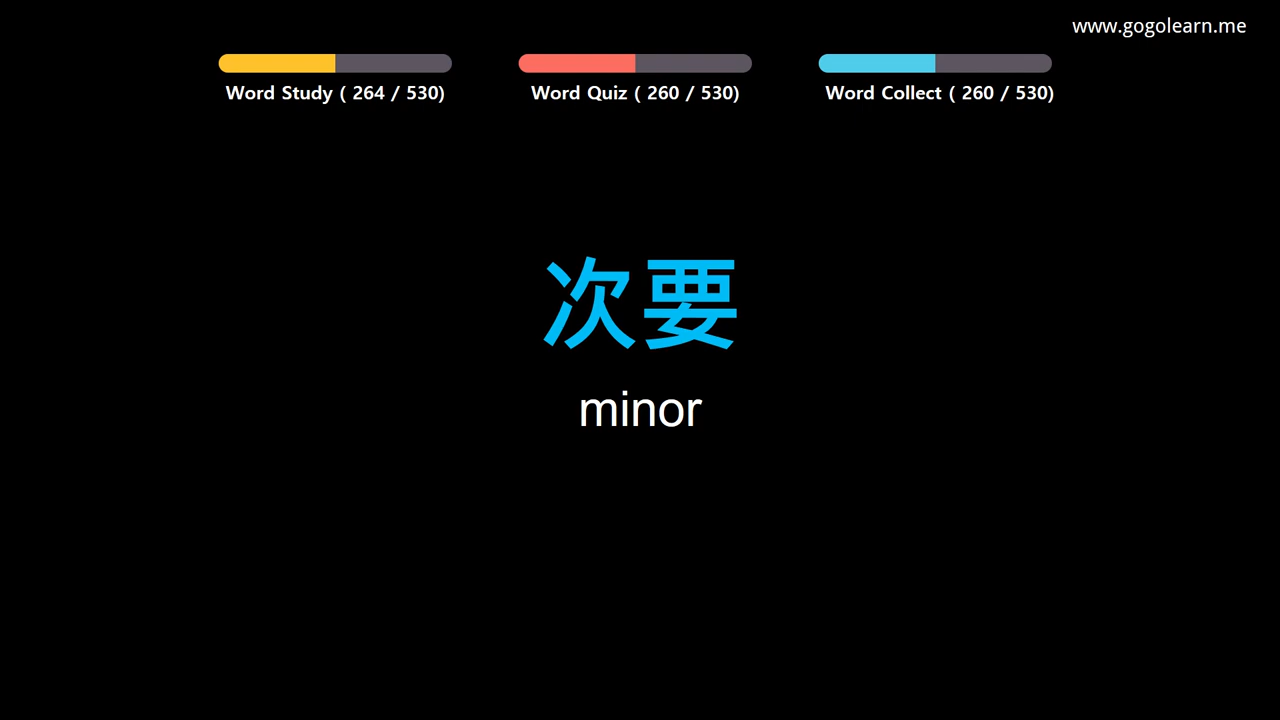 www.gogolearn.me
Word Study ( 264 / 530)
Word Quiz ( 260 / 530)
Word Collect ( 260 / 530)
次要
minor